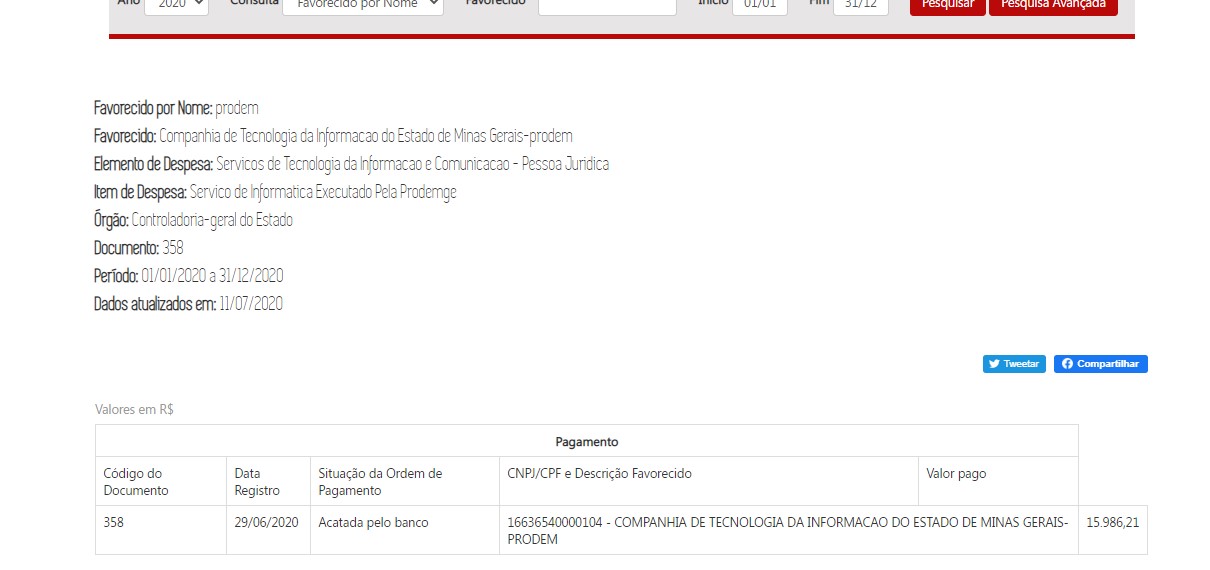 Ano 2020 Consulta Favorecido por Nome Favorecido Início 01/01 Fim 31/12 Pesquisar Pesquisa Avançada
Favorecido por Nome: prodem
Favorecido: Companhia de Tecnologia da Informacao do Estado de Minas Gerais-prodem
Elemento de Despesa: Servicos de Tecnologia da Informacao e Comunicacao - Pessoa Juridica
Item de Despesa: Servico de Informatica Executado Pela Prodemge
Órgão: Controladoria-geral do Estado
Documento: 358
Período: 01/01/2020 a 31/12/2020
Dados atualizados em: 11/07/2020
Tweetar Compartilhar
Valores em R$
Pagamento
Código do Documento Data Registro Situação da Ordem de Pagamento CNPJ/CPF e Descrição Favorecido Valor pago
358 29/06/2020 Acatada pelo banco 16636540000104 - COMPANHIA DE TECNOLOGIA DA INFORMACAO DO ESTADO DE MINAS GERAIS- 15.986,21
PRODEM